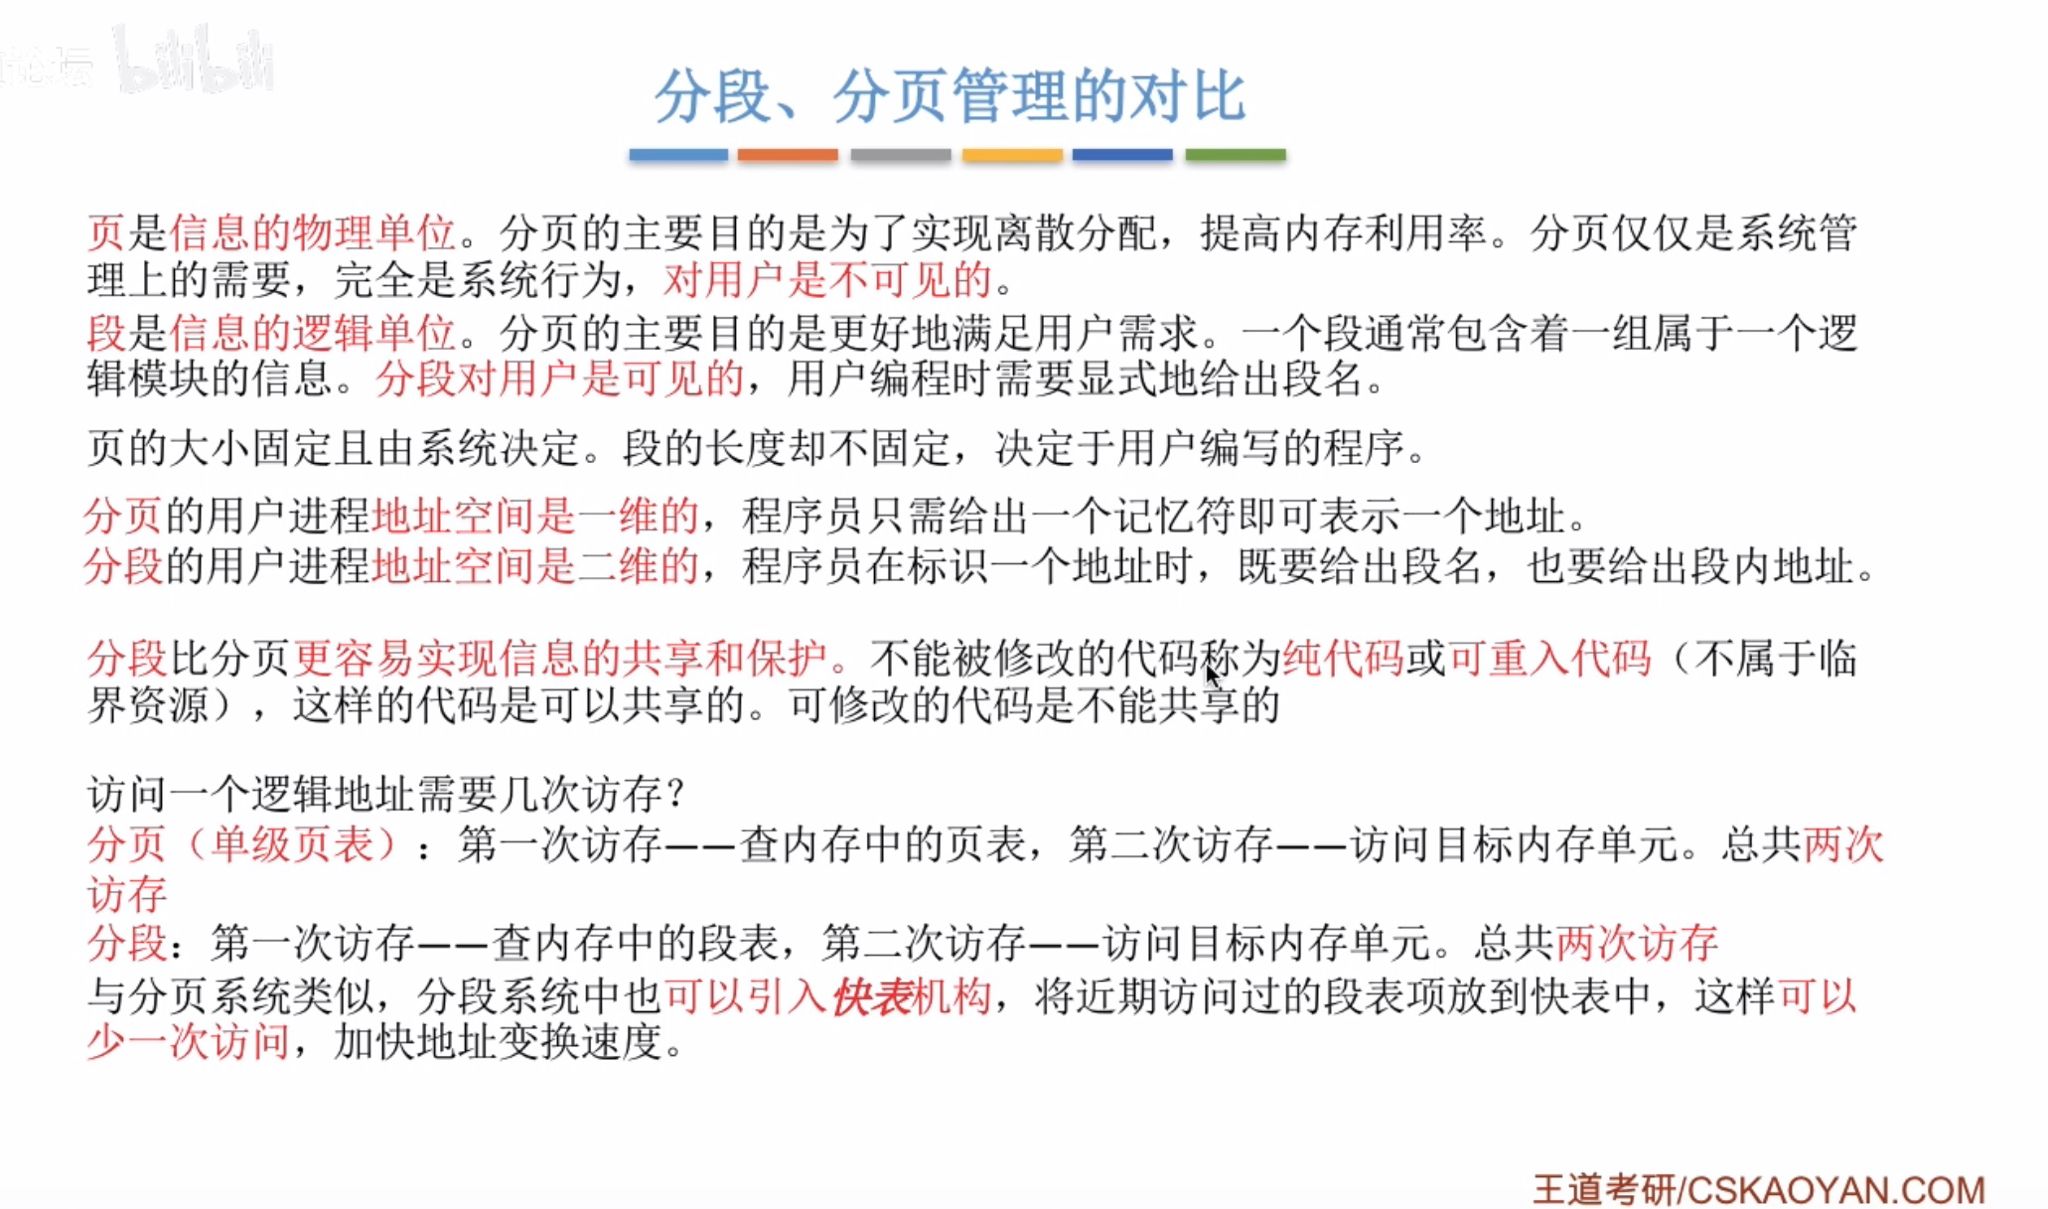 论坛 bilibili
分段、分页管理的对比
页是信息的物理单位。分页的主要目的是为了实现离散分配，提高内存利用率。分页仅仅是系统管
理上的需要，完全是系统行为，对用户是不可见的。
段是信息的逻辑单位。分页的主要目的是更好地满足用户需求。一个段通常包含着一组属于一个逻
辑模块的信息。分段对用户是可见的，用户编程时需要显式地给出段名。
页的大小固定且由系统决定。段的长度却不固定，决定于用户编写的程序。
分页的用户进程地址空间是一维的，程序员只需给出一个记忆符即可表示一个地址。
分段的用户进程地址空间是二维的，程序员在标识一个地址时，既要给出段名，也要给出段内地址。
分段比分页更容易实现信息的共享和保护。不能被修改的代码称为纯代码或可重入代码（不属于临
界资源），这样的代码是可以共享的。可修改的代码是不能共享的
访问一个逻辑地址需要几次访存？
分页（单级页表）：第一次访存——查内存中的页表，第二次访存——访问目标内存单元。总共两次
访存
分段：第一次访存——查内存中的段表，第二次访存——访问目标内存单元。总共两次访存
与分页系统类似，分段系统中也可以引入快表机构，将近期访问过的段表项放到快表中，这样可以
少一次访问，加快地址变换速度。
王道考研/CSKAOYAN.COM